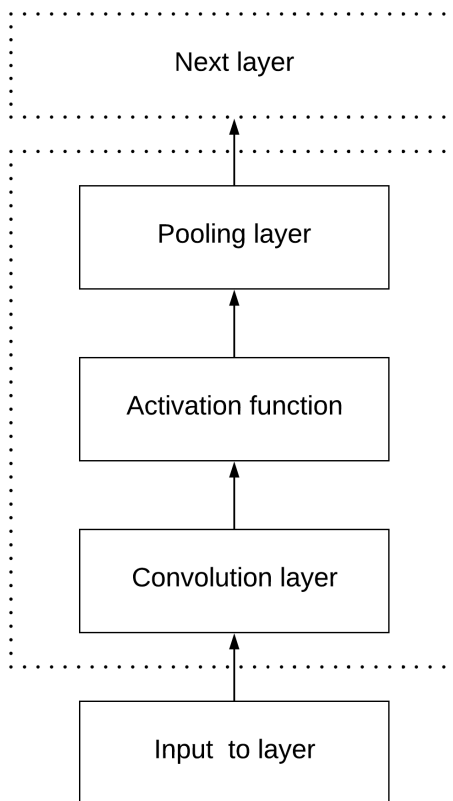 Next layer
Pooling layer
Activation function
Convolution layer
Input  to layer